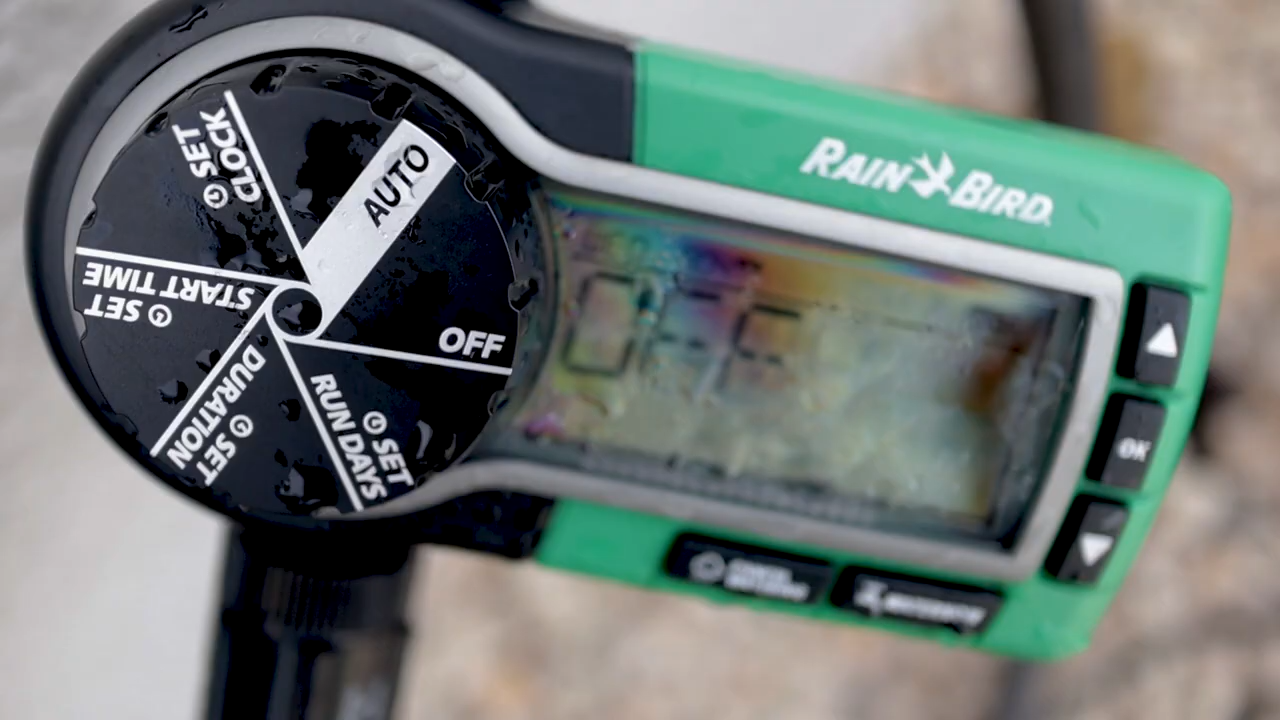 RAIN BIRD
SET
CLOCK
AUTO
OFF
SET
START TIME
SET
DURATION
SET
RUN DAYS
OFF
OK